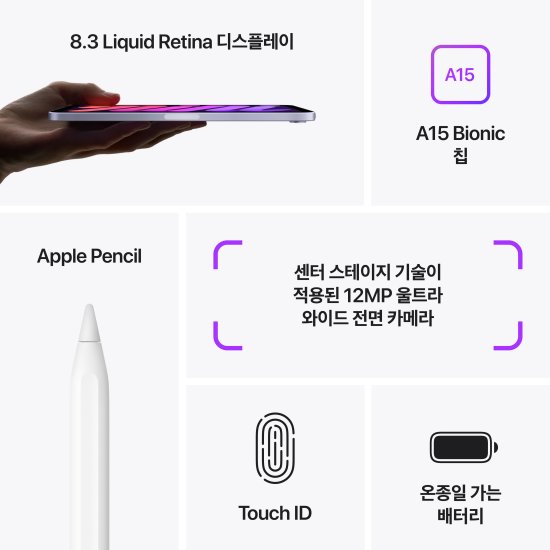 8.3 Liquid Retina 디스플레이
A15
A15 Bionic
칩
Apple Pencil
센터 스테이지 기술이
적용된 12MP 울트라
와이드 전면 카메라
Touch ID
온종일 가는
배터리